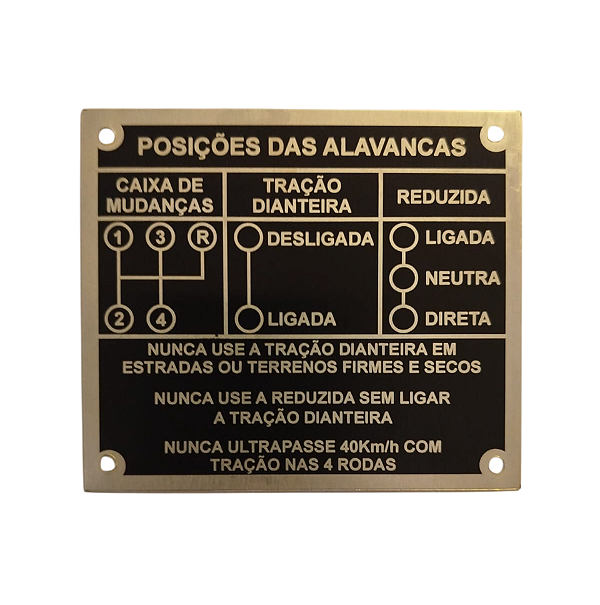 POSIÇÕES DAS ALAVANCAS
CAIXA DE
MUDANÇAS
TRAÇÃO
DIANTEIRA
REDUZIDA
1 3 R
2 4
DESLIGADA
LIGADA
LIGADA
NEUTRA
DIRETA
NUNCA USE A TRAÇÃO DIANTEIRA EM
ESTRADAS OU TERRENOS FIRMES E SECOS
NUNCA USE A REDUZIDA SEM LIGAR
A TRAÇÃO DIANTEIRA
NUNCA ULTRAPASSE 40Km/h COM
TRAÇÃO NAS 4 RODAS